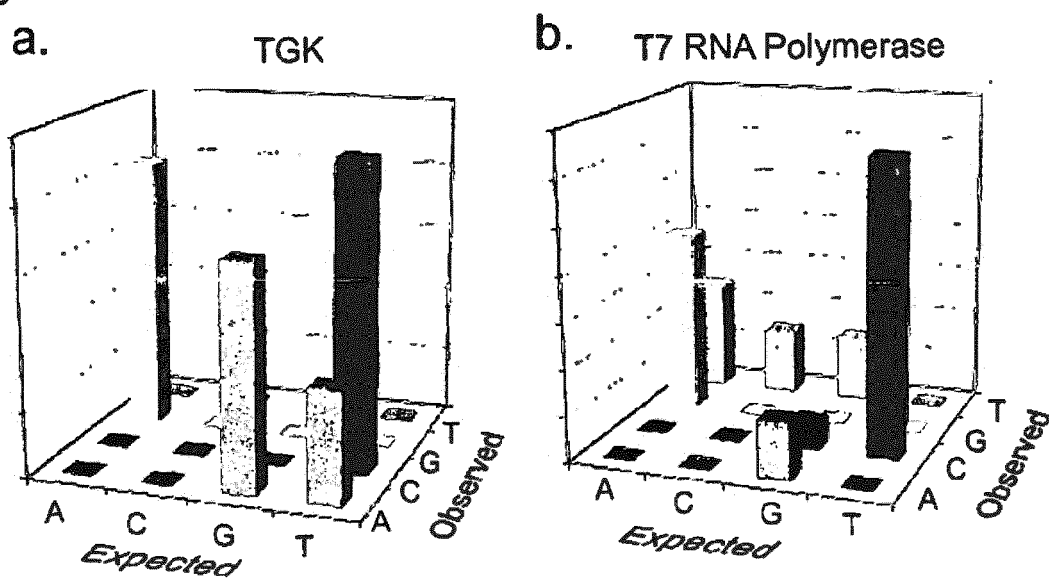 a.
TGK
A
C
G
T
Expected
A
C
G
T
Observed
b.
T7 RNA Polymerase
A
C
G
T
Expected
A
C
G
T
Observed